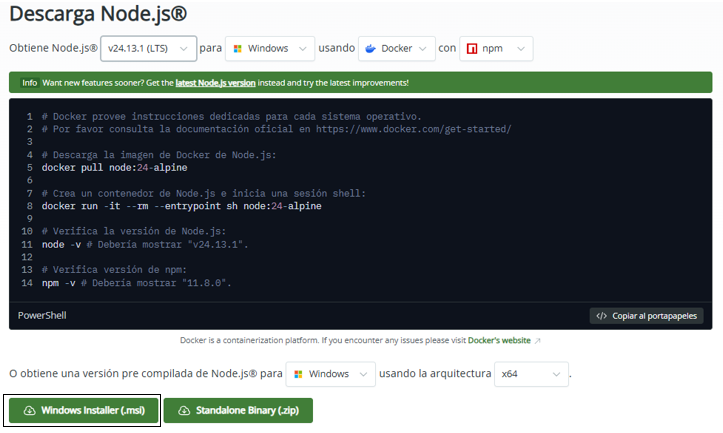 Descarga Node.js®
Obtiene Node.js® v24.13.1 (LTS) para Windows usando Docker con npm
Info Want new features sooner? Get the latest Node.js version instead and try the latest improvements!
1 # Docker provee instrucciones dedicadas para cada sistema operativo.
2 # Por favor consulta la documentación oficial en https://www.docker.com/get-started/
3
4 # Descarga la imagen de Docker de Node.js:
5 docker pull node:24-alpine
6
7 # Crea un contenedor de Node.js e inicia una sesión shell:
8 docker run -it --rm --entrypoint sh node:24-alpine
9
10 # Verifica la versión de Node.js:
11 node -v # Debería mostrar "v24.13.1".
12
13 # Verifica versión de npm:
14 npm -v # Debería mostrar "11.8.0".
PowerShell </> Copiar al portapapeles
Docker is a containerization platform. If you encounter any issues please visit Docker's website
O obtiene una versión pre compilada de Node.js® para Windows usando la arquitectura x64 .
Windows Installer (.msi) Standalone Binary (.zip)